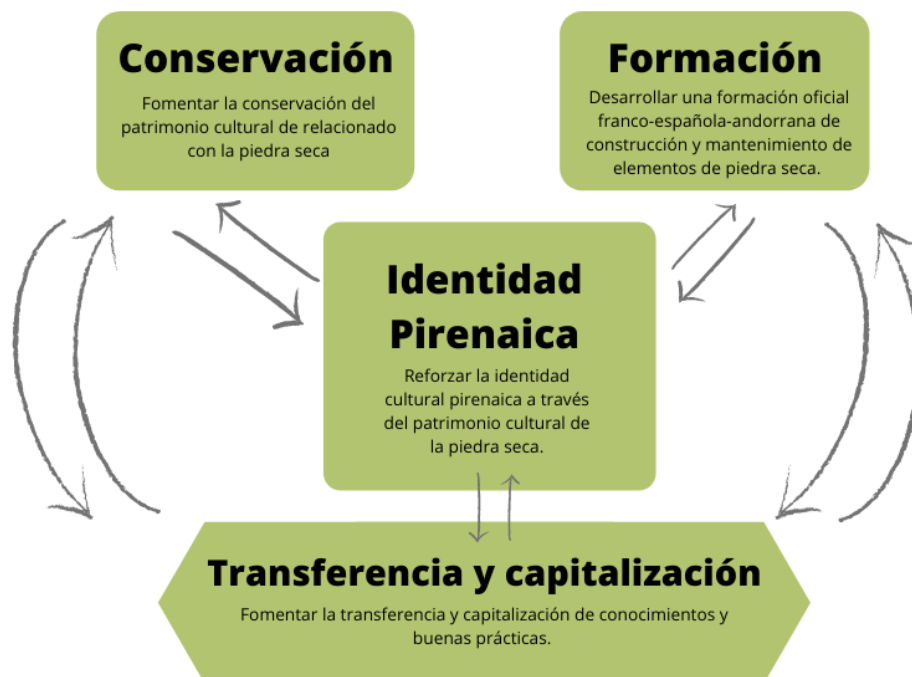 Conservación
Fomentar la conservación del
patrimonio cultural de relacionado
con la piedra seca
Formación
Desarrollar una formación oficial
franco-española-andorrana de
construcción y mantenimiento de
elementos de piedra seca.
Identidad
Pirenaica
Reforzar la identidad
cultural pirenaica a través
del patrimonio cultural de
la piedra seca.
Transferencia y capitalización
Fomentar la transferencia y capitalización de conocimientos y
buenas prácticas.